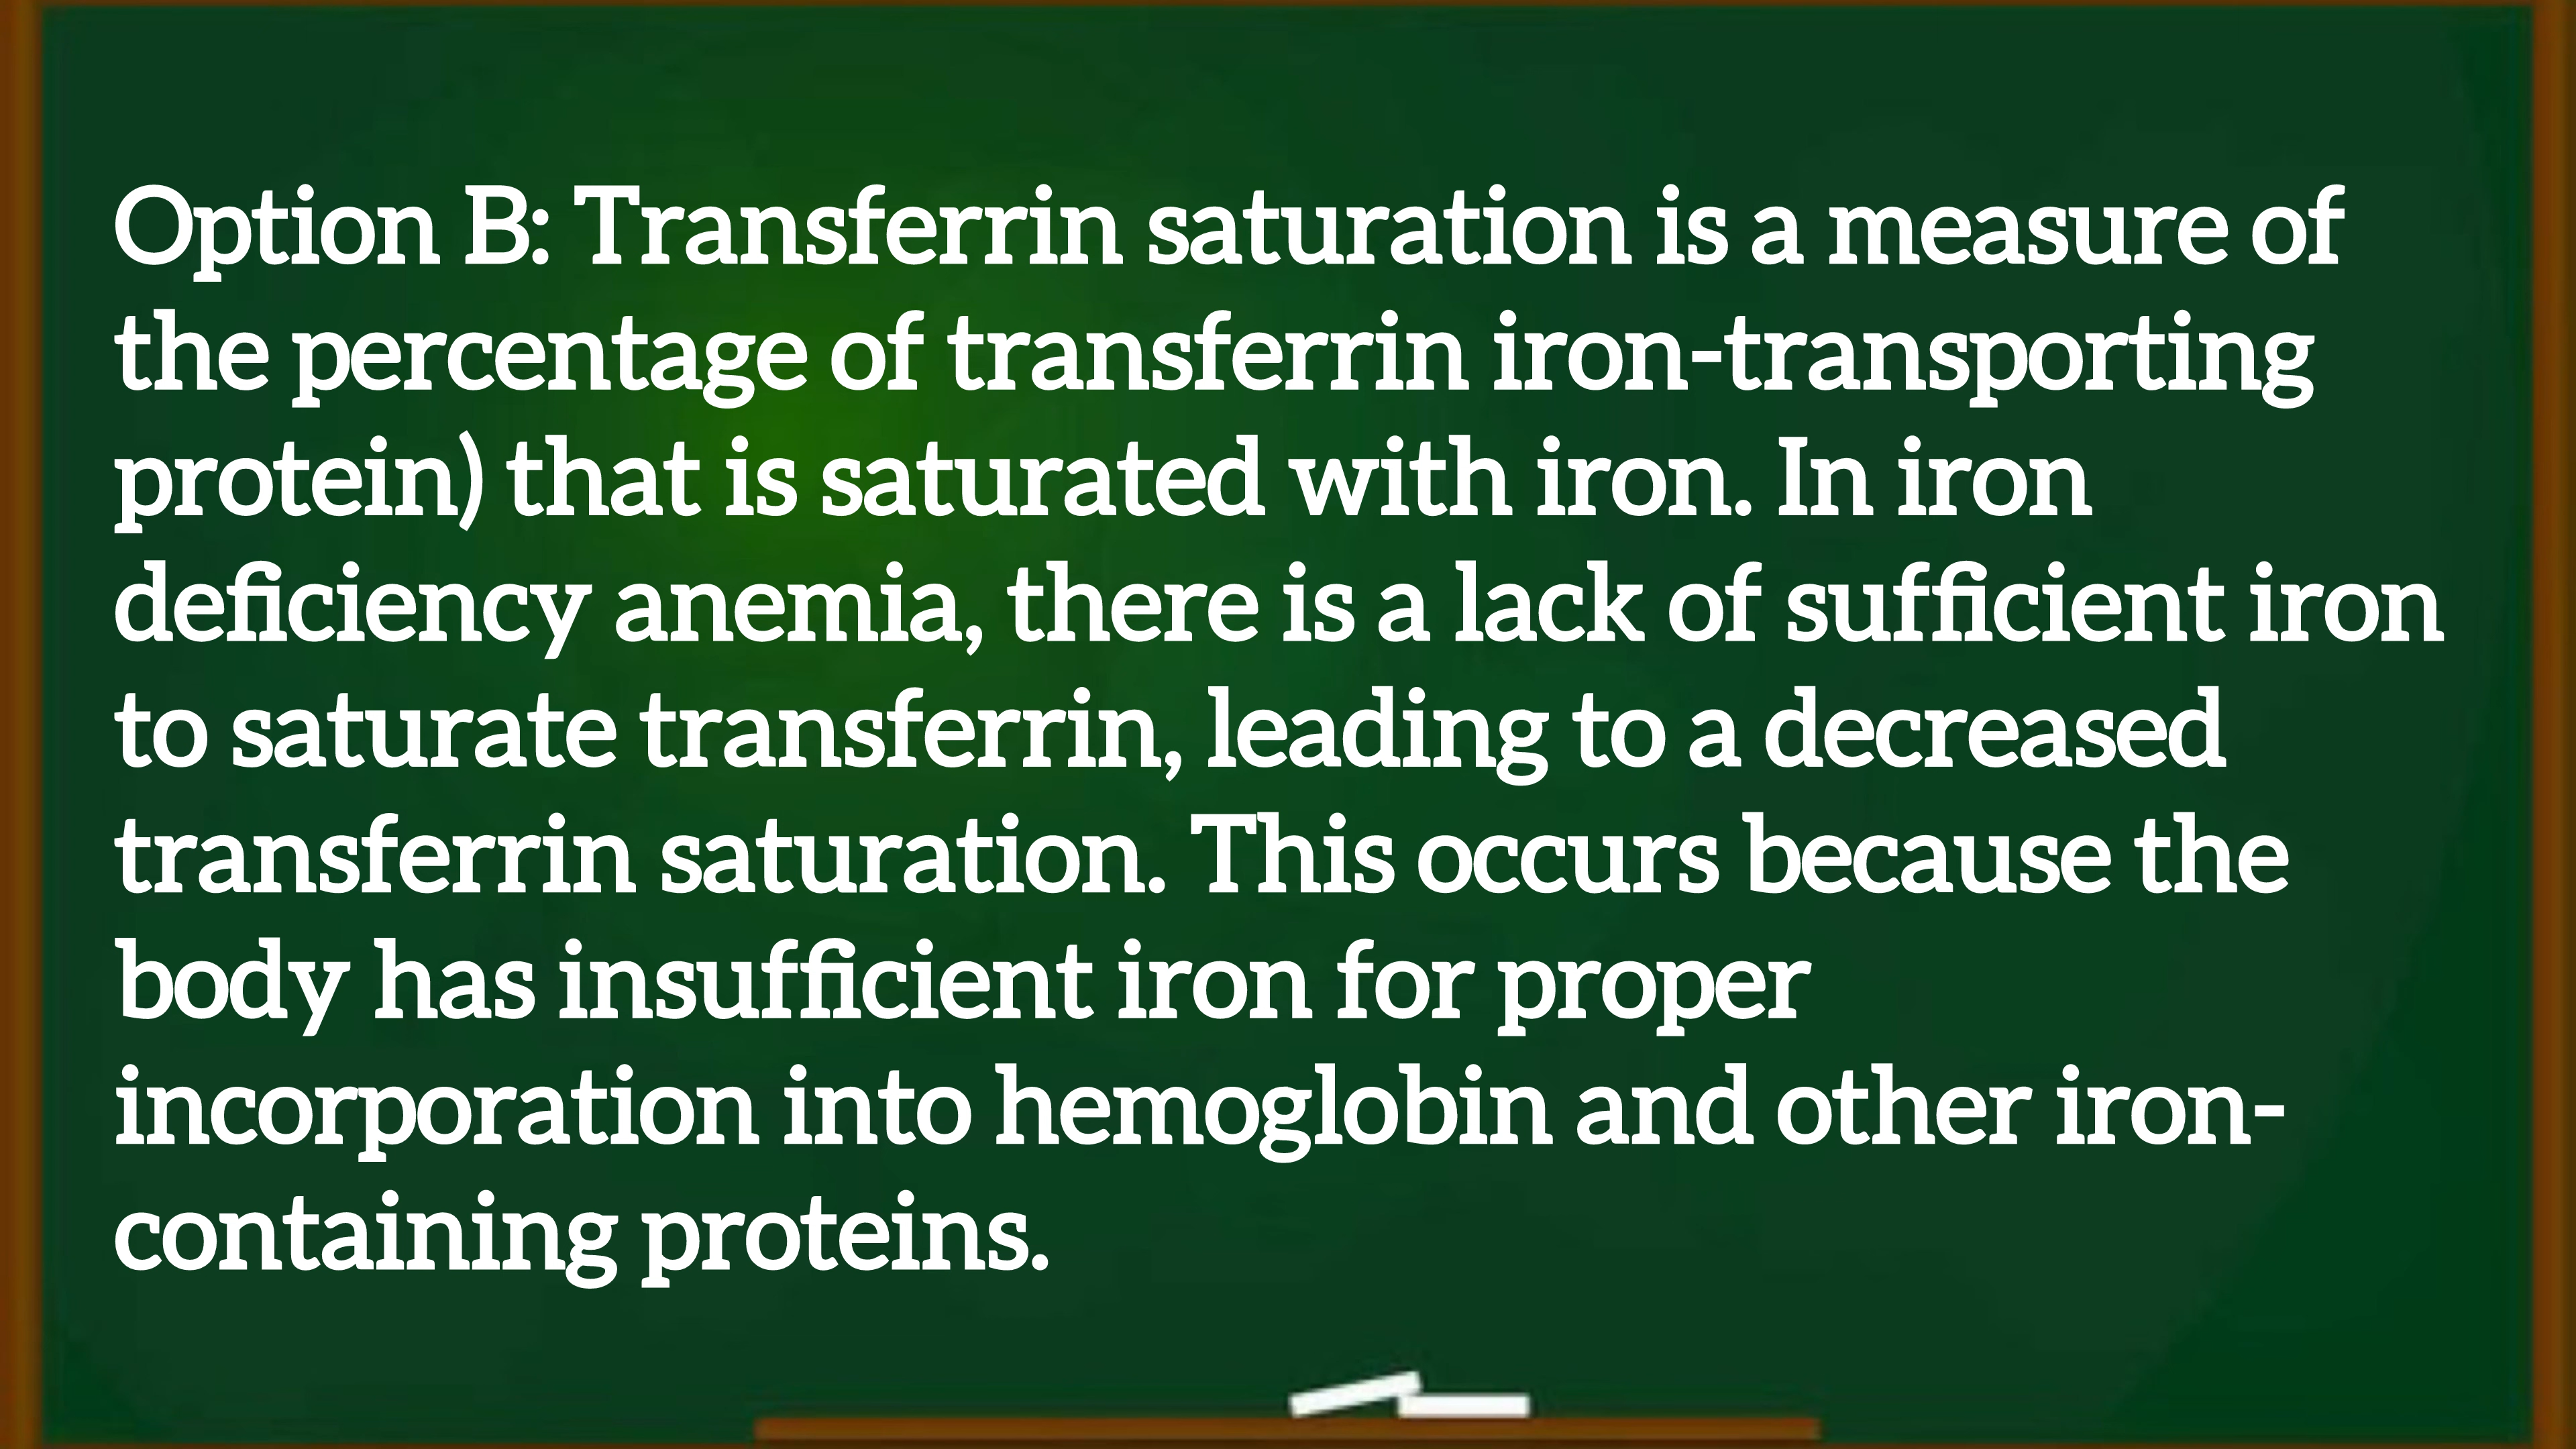 Option B: Transferrin saturation is a measure of
the percentage of transferrin iron-transporting
protein) that is saturated with iron. In iron
deficiency anemia, there is a lack of sufficient iron
to saturate transferrin, leading to a decreased
transferrin saturation. This occurs because the
body has insufficient iron for proper
incorporation into hemoglobin and other iron-
containing proteins.